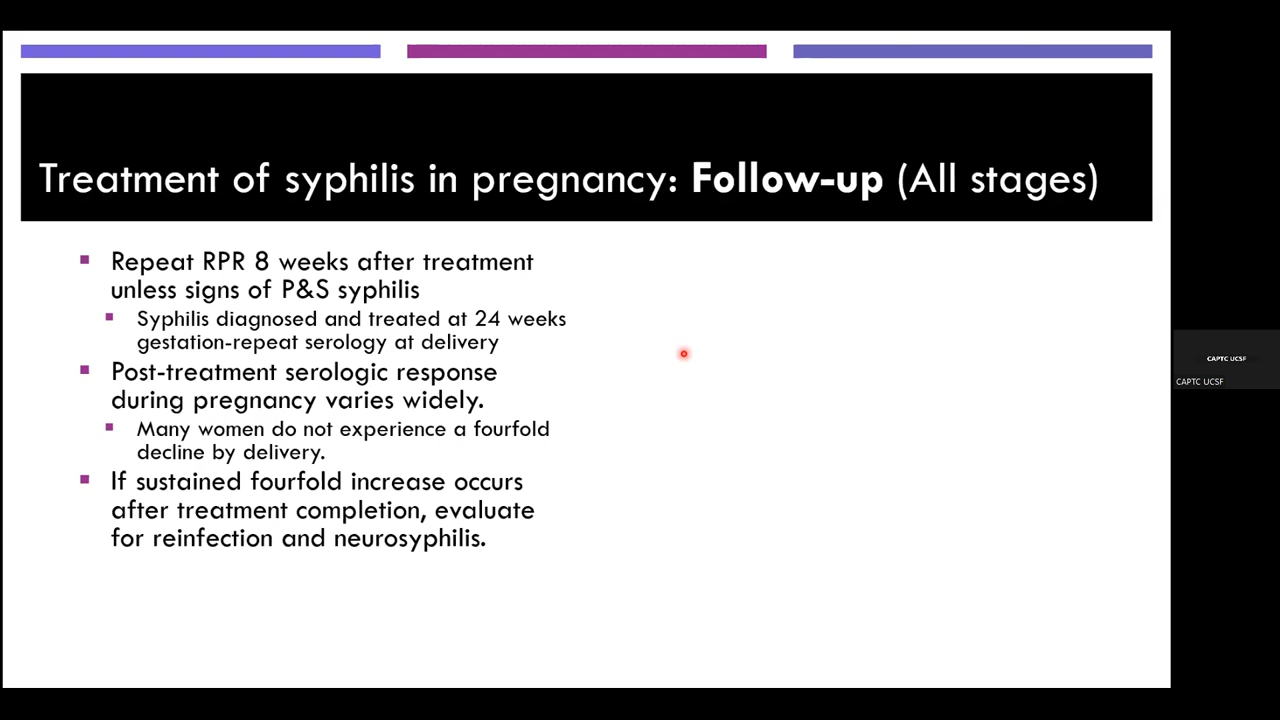 Treatment of syphilis in pregnancy: Follow-up (All stages)
Repeat RPR 8 weeks after treatment
unless signs of P&S syphilis
Syphilis diagnosed and treated at 24 weeks
gestation-repeat serology at delivery
Post-treatment serologic response
during pregnancy varies widely.
Many women do not experience a fourfold
decline by delivery.
If sustained fourfold increase occurs
after treatment completion, evaluate
for reinfection and neurosyphilis.
CAPTC UCSF
CAPTC UCSF